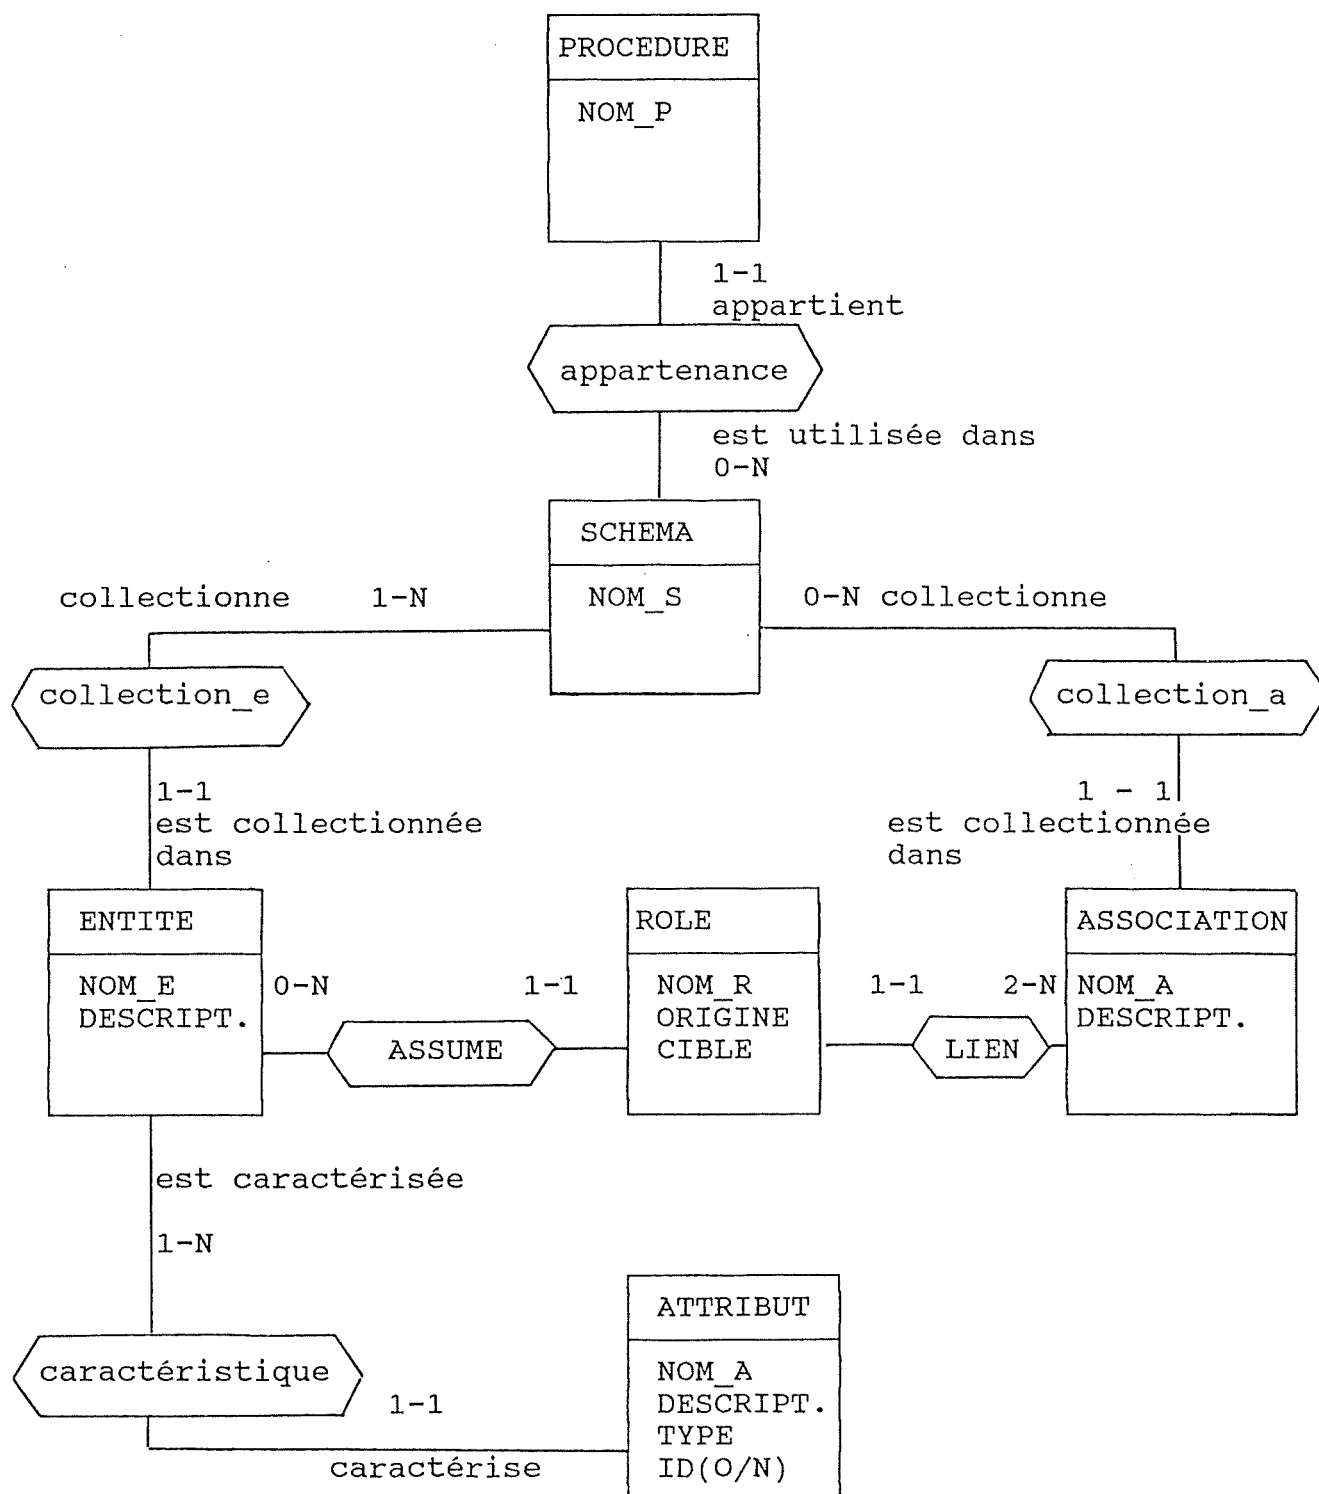 PROCEDURE
NOM_P
1-1
appartient
appartenance
est utilisée dans
0-N
SCHEMA
NOM_S
collectionne 1-N
0-N collectionne
collection_e
collection_a
1-1
est collectionnée
dans
1 - 1
est collectionnée
dans
ENTITE
NOM_E
DESCRIPT.
0-N
ASSUME
1-1
ROLE
NOM_R
ORIGINE
CIBLE
1-1
LIEN
2-N
ASSOCIATION
NOM_A
DESCRIPT.
est caractérisée
1-N
caractéristique
1-1
caractérise
ATTRIBUT
NOM_A
DESCRIPT.
TYPE
ID(O/N)